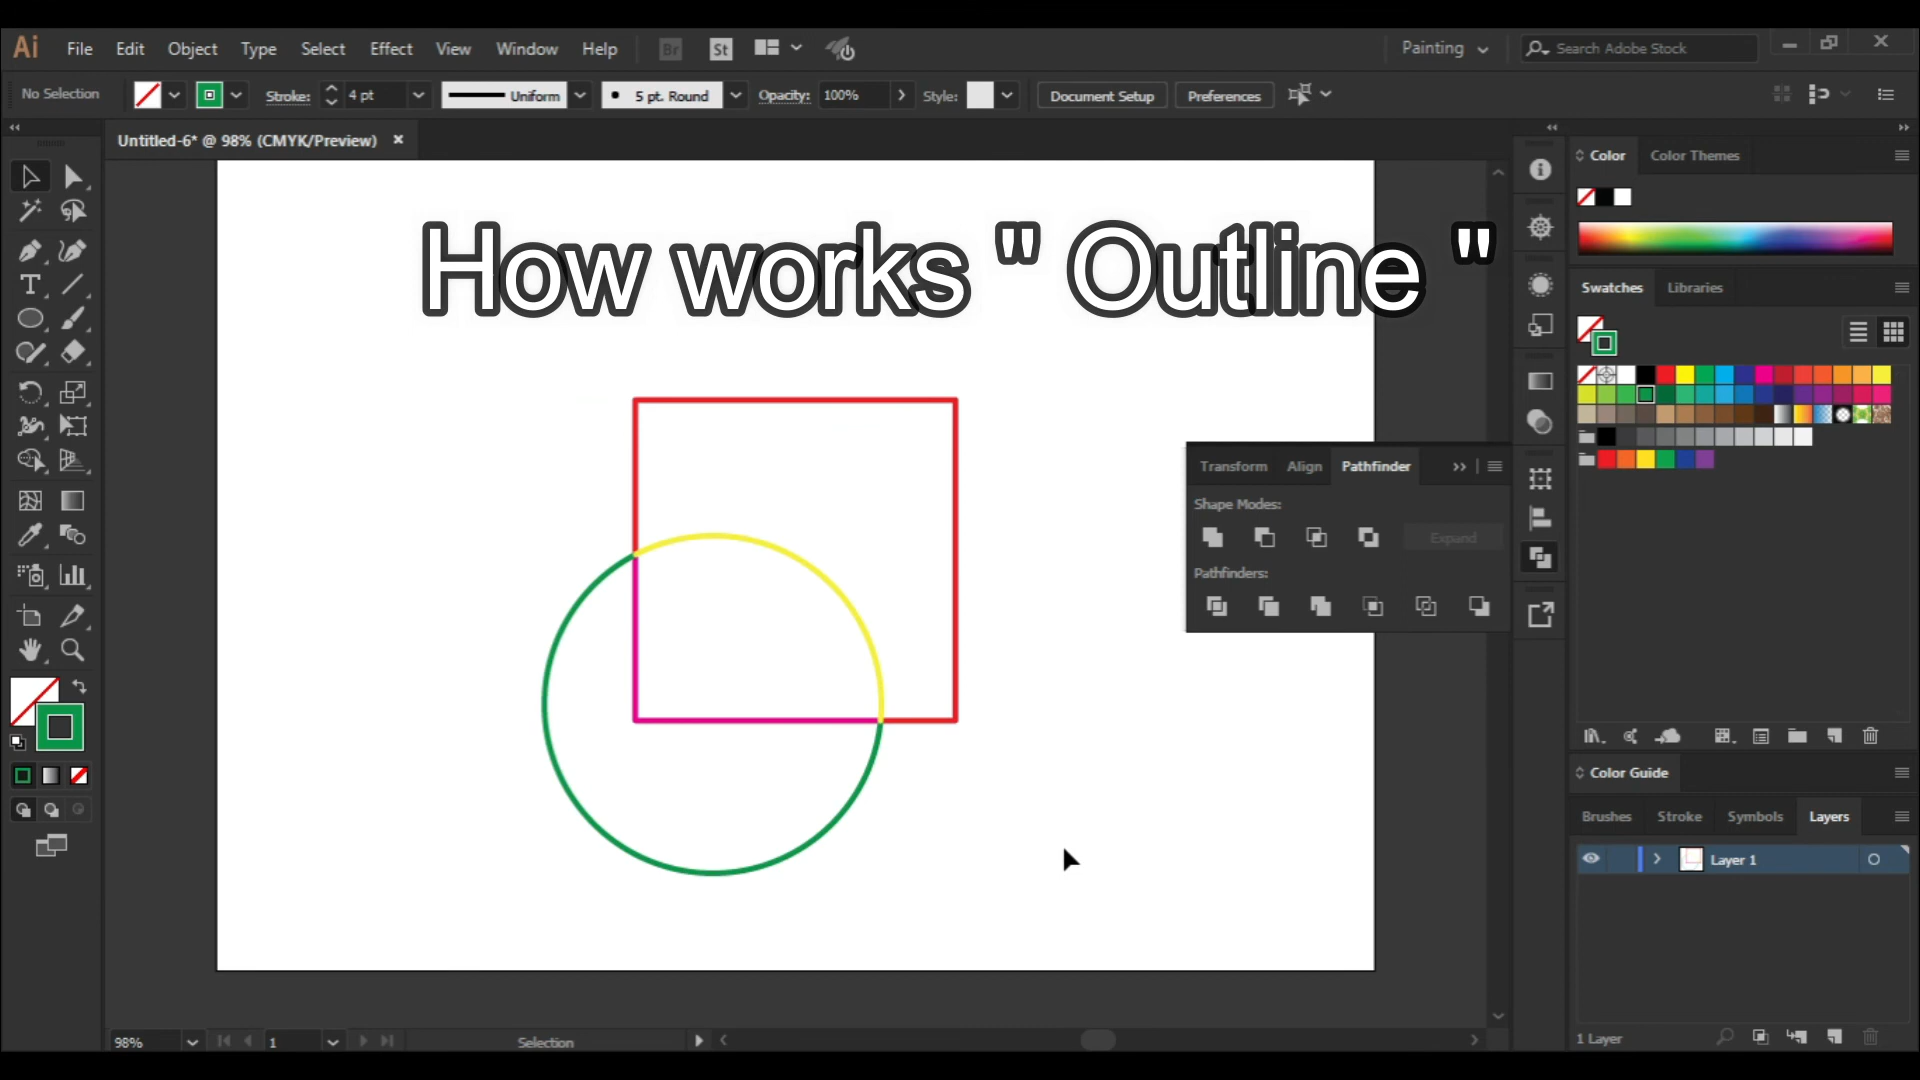 Ai File Edit Object Type Select Effect View Window Help Br St Painting Search Adobe Stock
No Selection Stroke: 4 pt Uniform 5 pt. Round Opacity: 100% Style: Document Setup Preferences
Untitled-6* @ 98% (CMYK/Preview)
Color Color Themes
How works " Outline "
Swatches Libraries
Transform Align Pathfinder
Shape Modes:
Expand
Pathfinders:
Color Guide
Brushes Stroke Symbols Layers
Layer 1
98% 1 Selection
1 Layer